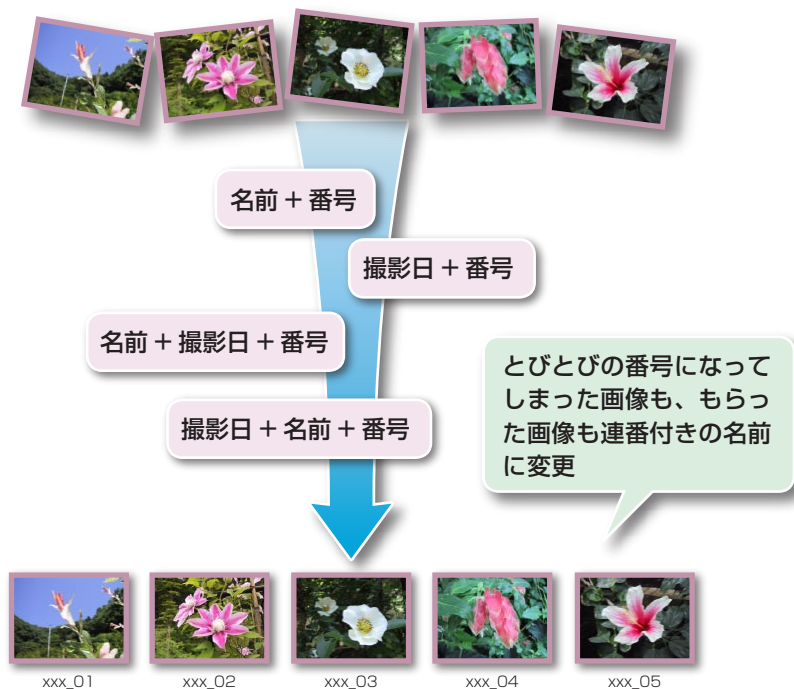 名前 + 番号
撮影日 + 番号
名前 + 撮影日 + 番号
撮影日 + 名前 + 番号
とびとびの番号になって
しまった画像も、もらっ
た画像も連番付きの名前
に変更
xxx_01
xxx_02
xxx_03
xxx_04
xxx_05